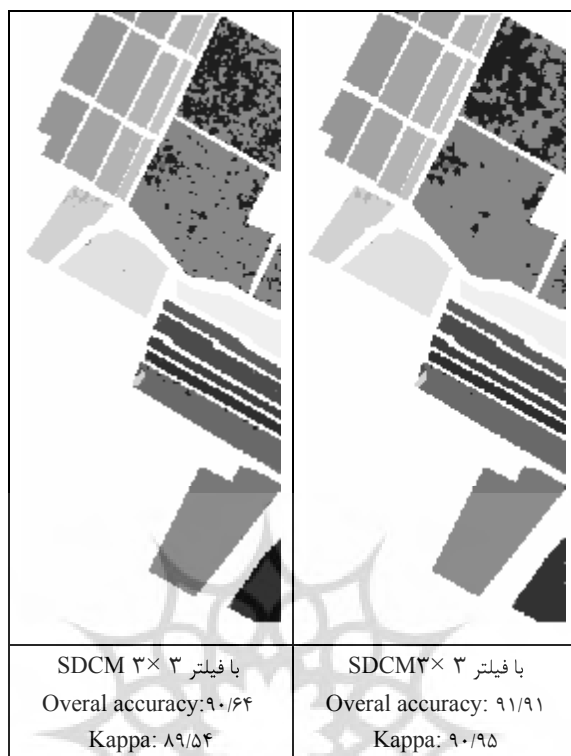 با فیلتر ۳ ×۳ SDCM
Overal accuracy:۹۰/۶۴
Kappa: ۸۹/۵۴
با فیلتر ۳ ×۳SDCM
Overal accuracy: ۹۱/۹۱
Kappa: ۹۰/۹۵